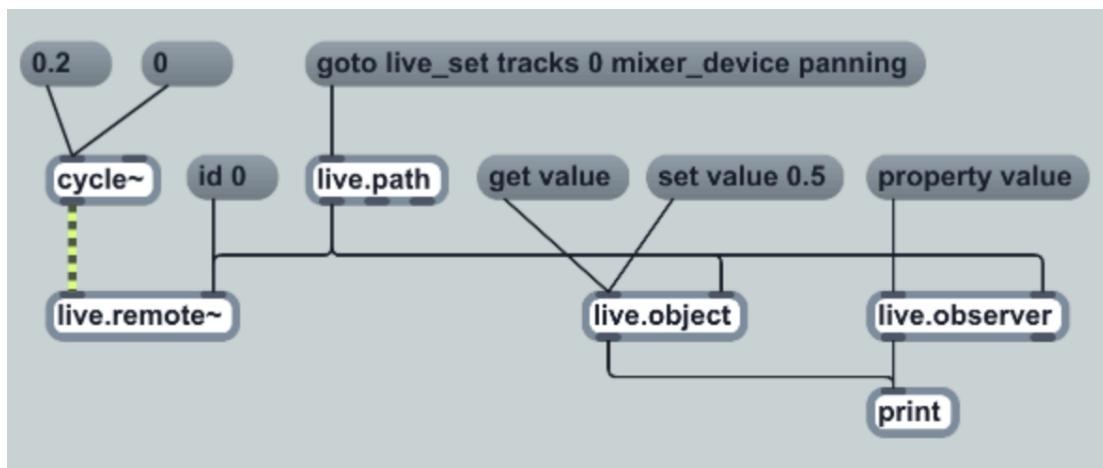 0.2
0
goto live_set tracks 0 mixer_device panning
cycle~
id 0
live.path
get value
set value 0.5
property value
live.remote~
live.object
live.observer
print